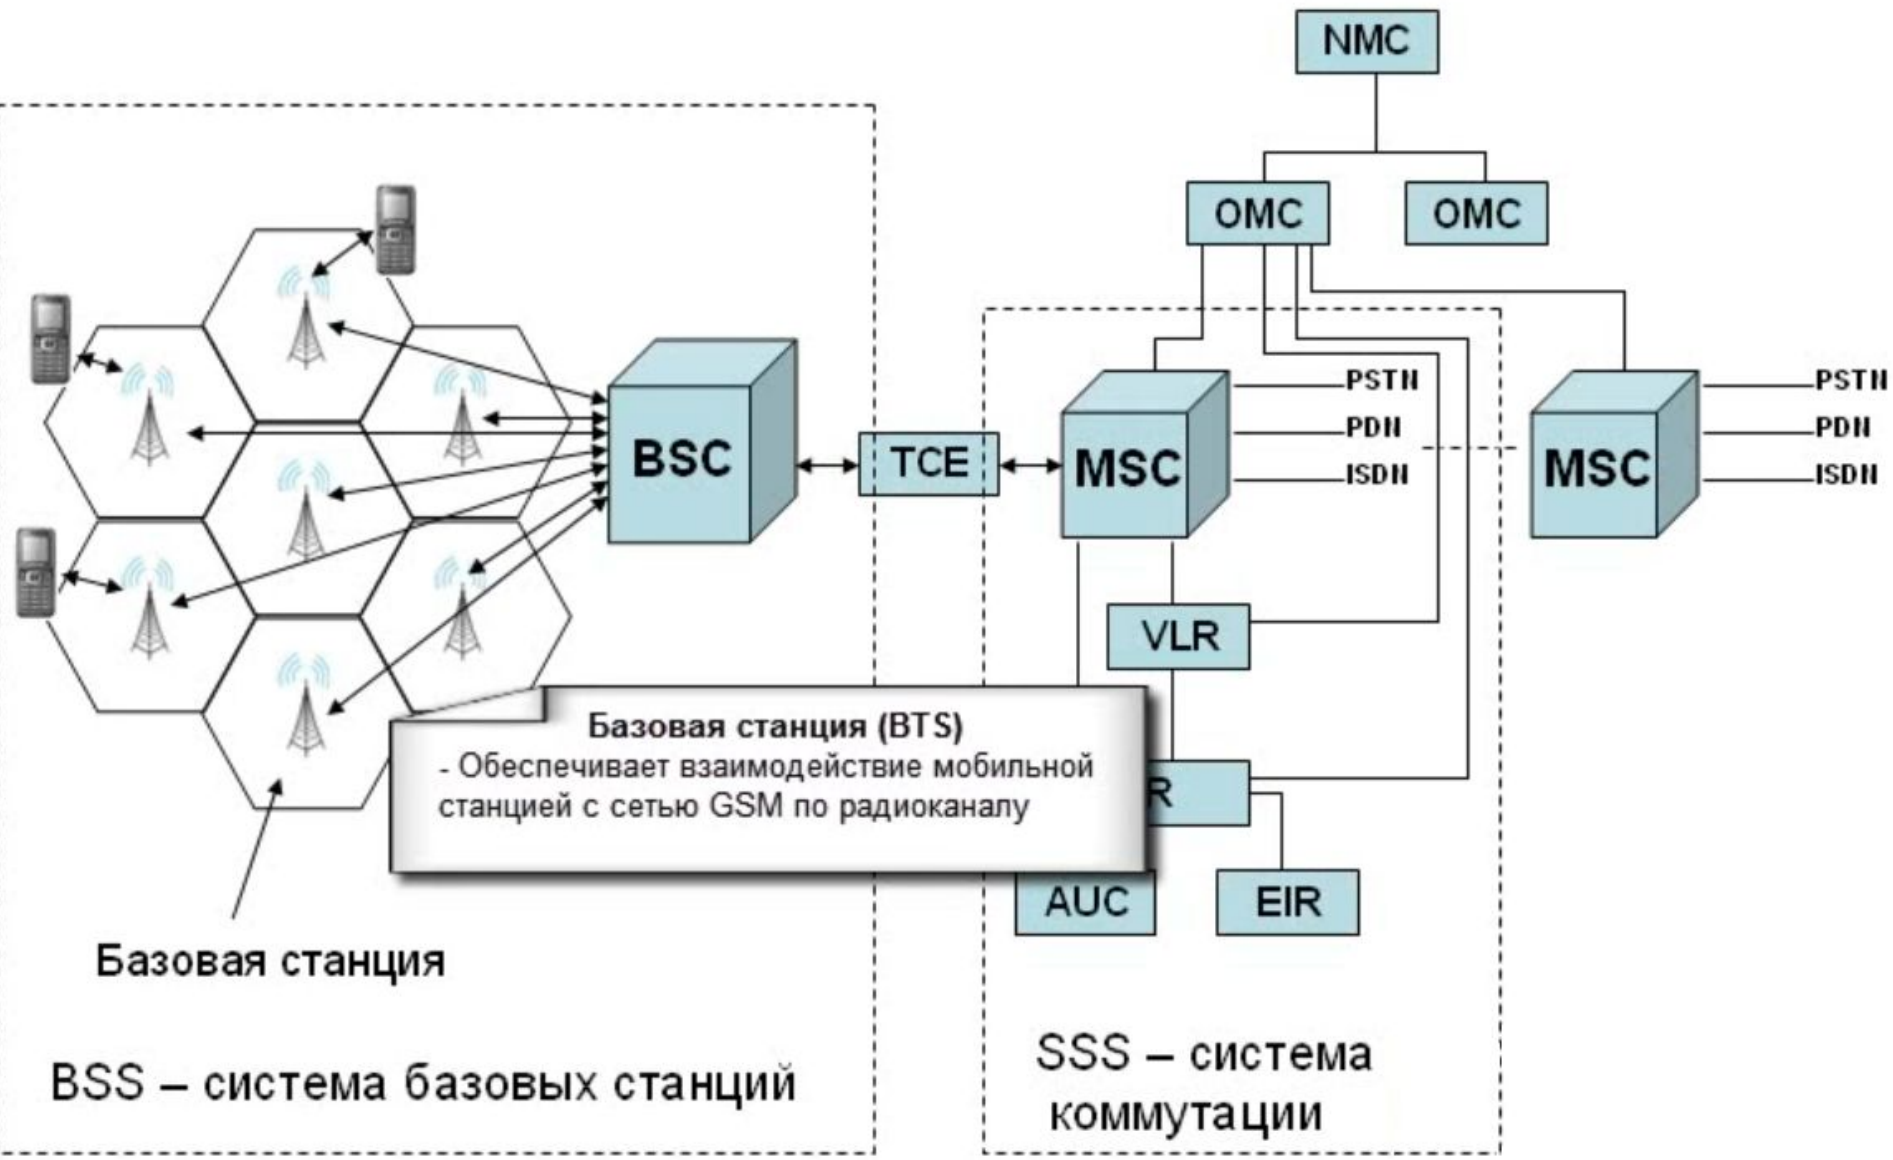 NMC
OMC
OMC
BSC
TCE
MSC
PSTN
PDN
ISDN
MSC
PSTN
PDN
ISDN
VLR
Базовая станция (BTS)
- Обеспечивает взаимодействие мобильной
станцией с сетью GSM по радиоканалу
R
AUC
EIR
Базовая станция
BSS – система базовых станций
SSS – система
коммутации